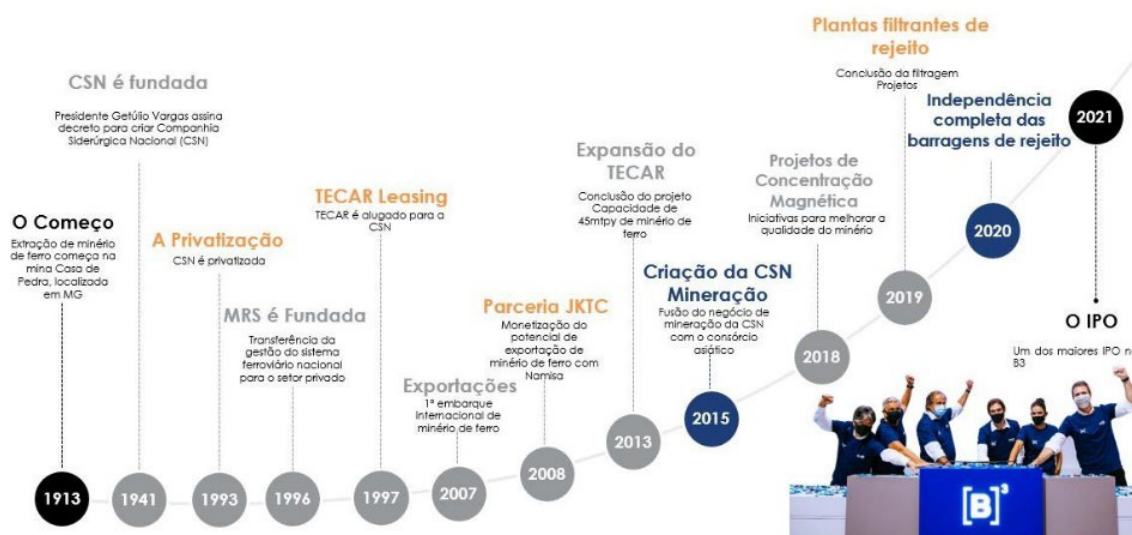 O Começo
Extração de minério
de ferro começa na
mina Casa de
Pedra, localizada
em MG
1913
CSN é fundada
Presidente Getúlio Vargas assina
decreto para criar Companhia
Siderúrgica Nacional (CSN)
1941
A Privatização
CSN é privatizada
1993
MRS é Fundada
Transferência da
gestão do sistema
ferroviário nacional
para o setor privado
1996
TECAR Leasing
TECAR é alugado para a
CSN
1997
Exportações
1ª embarque
internacional de
minério de ferro
2007
Parceria JKTC
Monetização do
potencial de
exportação de
minério de ferro com
Namisa
2008
Expansão do
TECAR
Conclusão do projeto
Capacidade de
45mtpy de minério de
ferro
2013
Criação da CSN
Mineração
Fusão do negócio de
mineração da CSN
com o consórcio
asiático
2015
Projetos de
Concentração
Magnética
Iniciativas para melhorar a
qualidade do minério
2018
Plantas filtrantes de
rejeito
Conclusão da filtragem
Projetos
2019
Independência
completa das
barragens de rejeito
2020
2021
O IPO
Um dos maiores IPO n
B3
[B]³